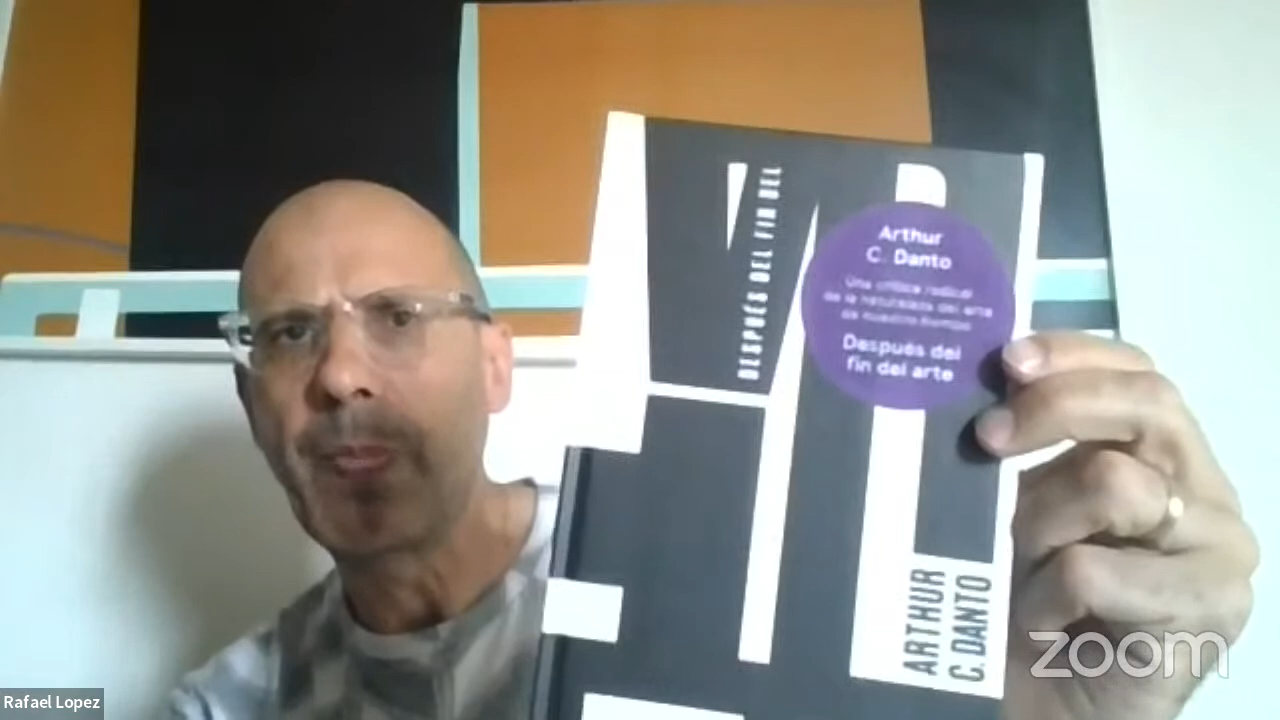 DESPUÉS DEL FIN DEL
Arthur
C. Danto
Una crítica radical
de la naturaleza del arte
de nuestro tiempo
Después del
fin del arte
ARTHUR
C. DANTO
zoom
Rafael Lopez